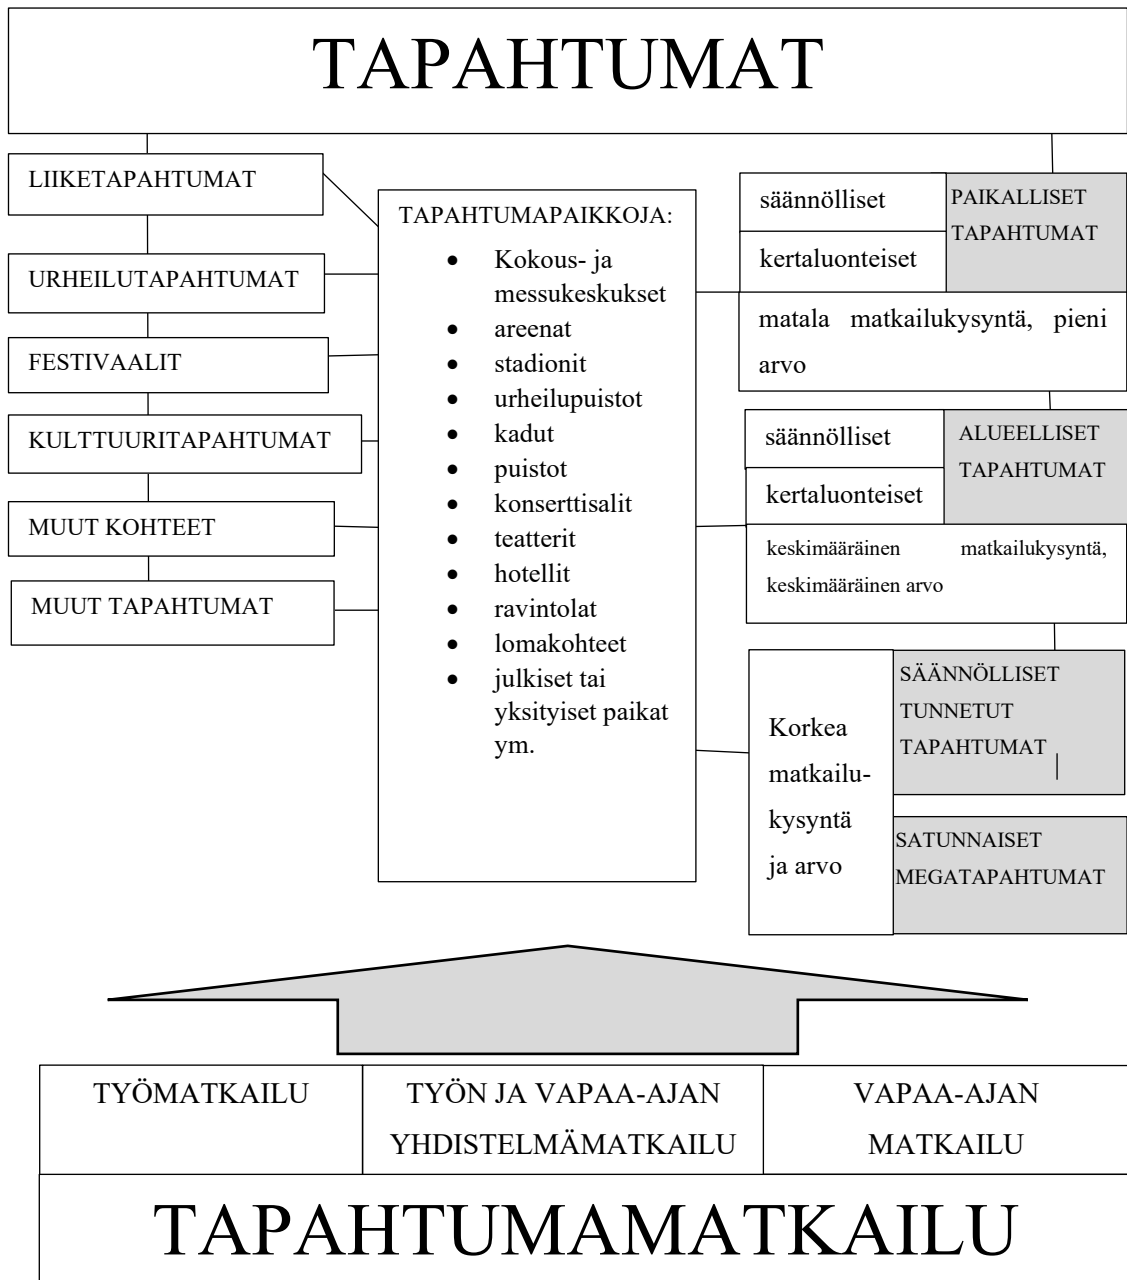 TAPAHTUMAT
LIIKETAPAHTUMAT
URHEILUTAPAHTUMAT
FESTIVAALIT
KULTTUURITAPAHTUMAT
MUUT KOHTEET
MUUT TAPAHTUMAT
TAPAHTUMAPAIKKOJA:
• Kokous- ja
messukeskukset
• areenat
• stadionit
• urheilupuistot
• kadut
• puistot
• konserttisalit
• teatterit
• hotellit
• ravintolat
• lomakohteet
• julkiset tai
yksityiset paikat
ym.
säännölliset
kertaluonteiset
PAIKALLISET
TAPAHTUMAT
matala matkailukysyntä, pieni
arvo
säännölliset
kertaluonteiset
ALUEELLISET
TAPAHTUMAT
keskimääräinen matkailukysyntä,
keskimääräinen arvo
Korkea
matkailu-
kysyntä
ja arvo
SÄÄNNÖLLISET
TUNNETUT
TAPAHTUMAT
SATUNNAISET
MEGATAPAHTUMAT
TYÖMATKAILU
TYÖN JA VAPAA-AJAN
YHDISTELMÄMATKAILU
VAPAA-AJAN
MATKAILU
TAPAHTUMAMATKAILU